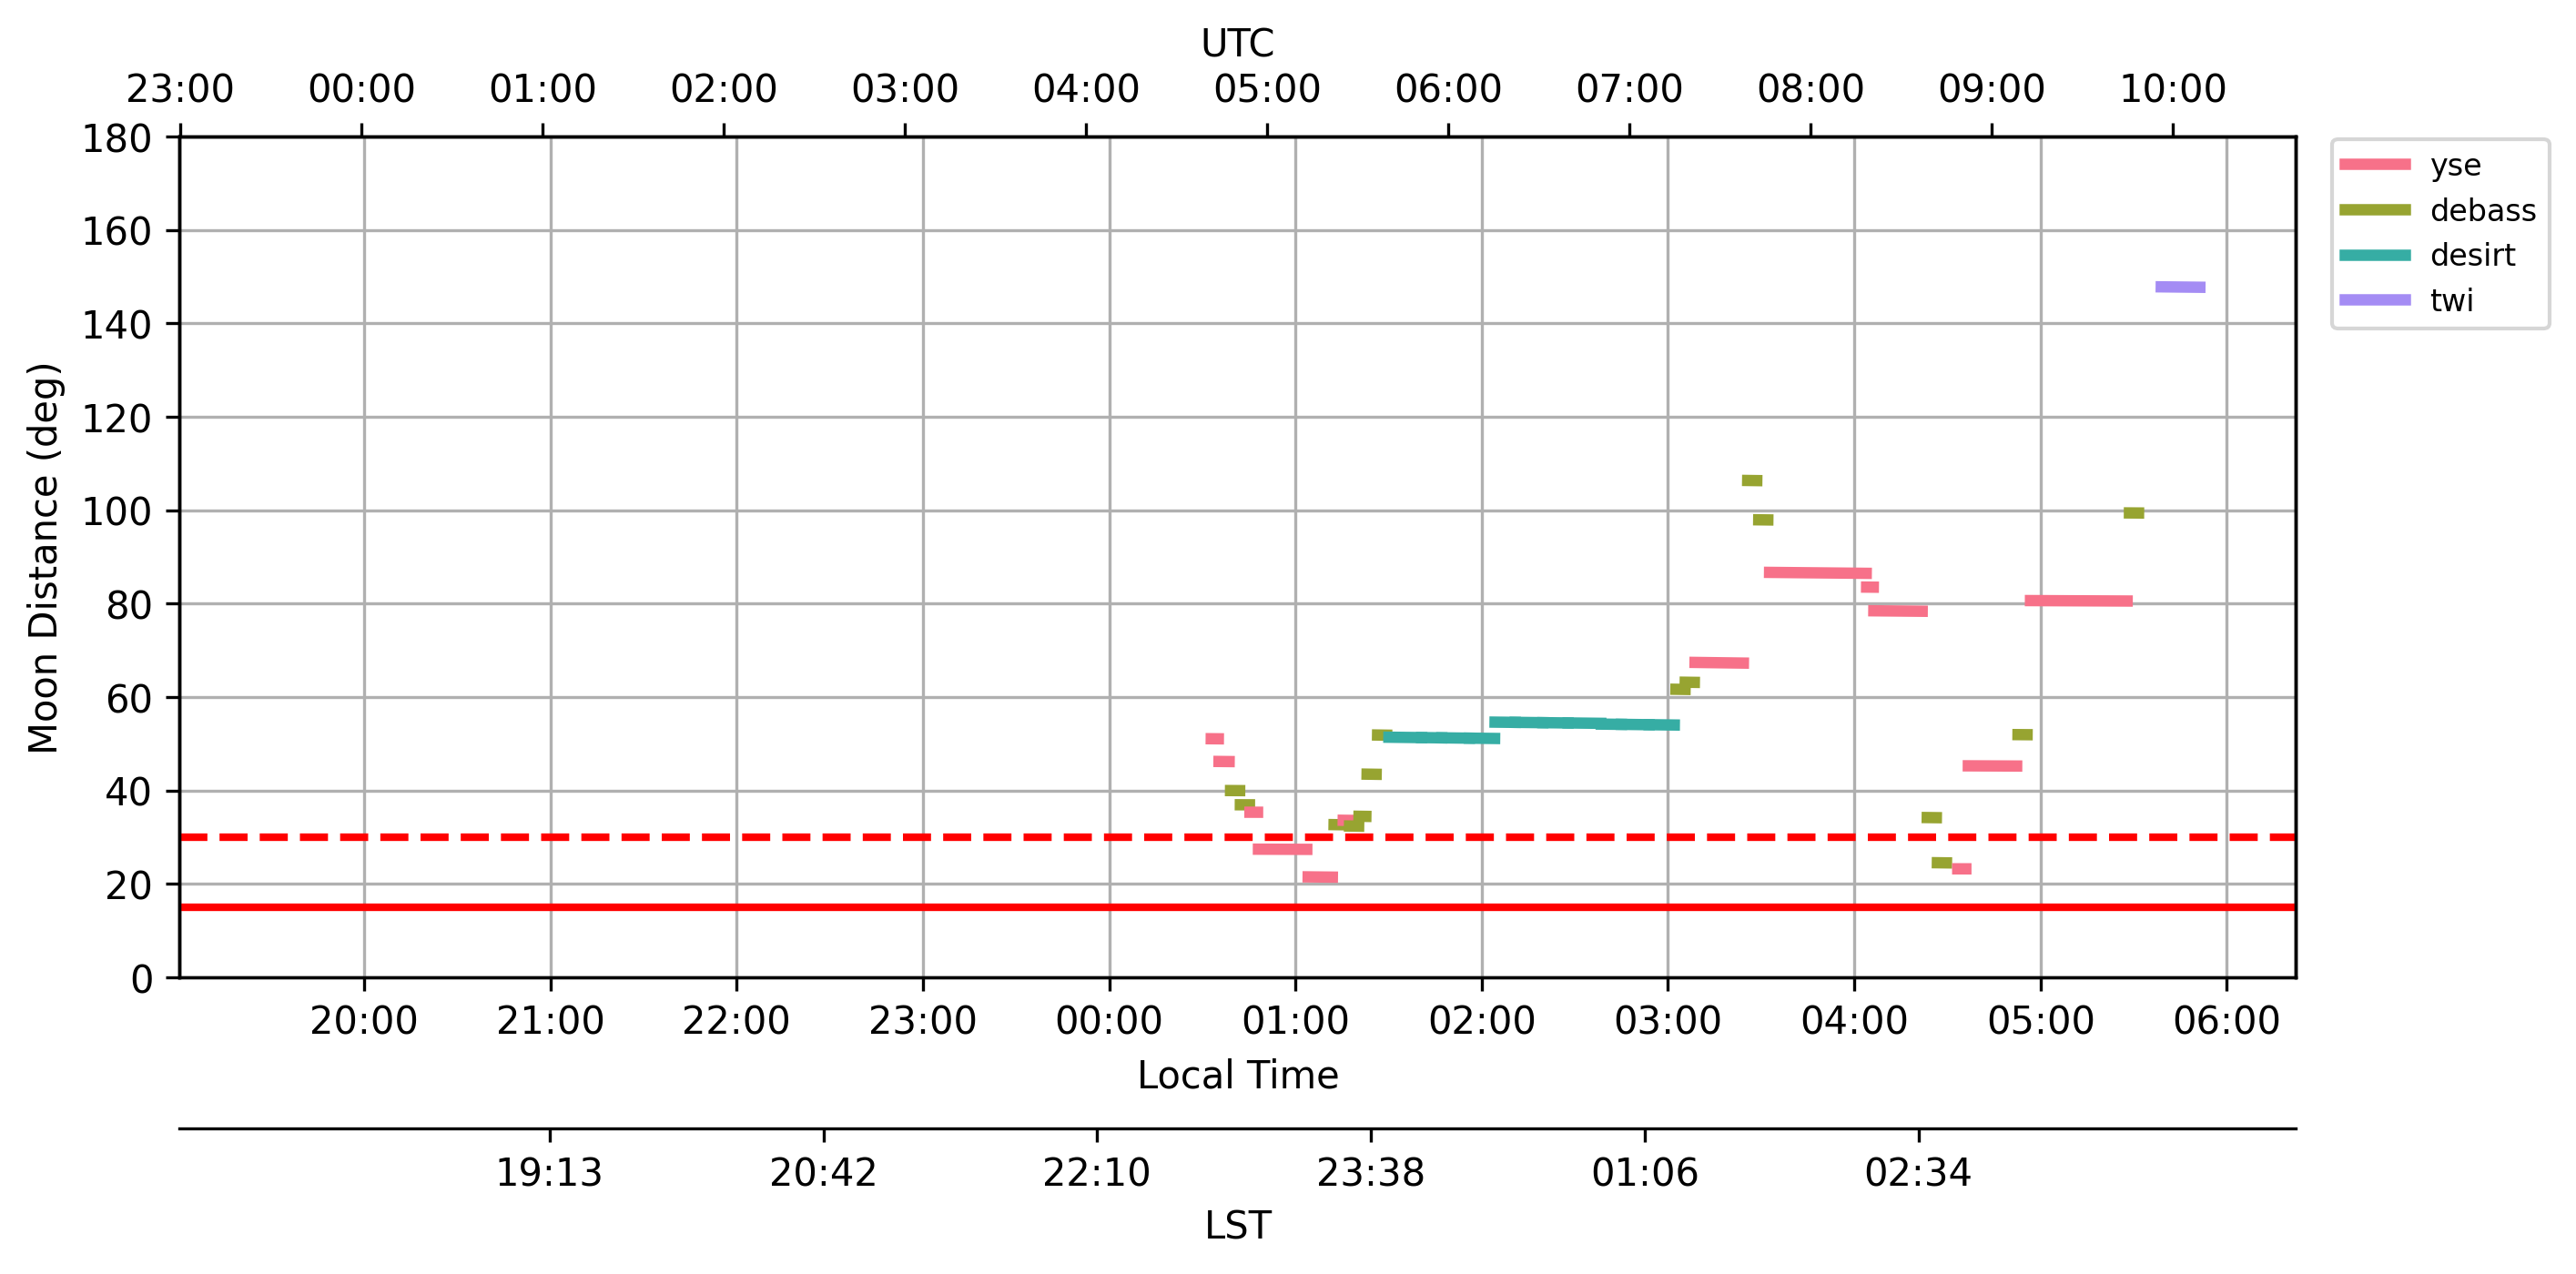 UTC
23:00 00:00 01:00 02:00 03:00 04:00 05:00 06:00 07:00 08:00 09:00 10:00
180
160
140
120
100
80
60
40
20
0
Moon Distance (deg)
yse
debass
desirt
twi
20:00 21:00 22:00 23:00 00:00 01:00 02:00 03:00 04:00 05:00 06:00
Local Time
19:13 20:42 22:10 23:38 01:06 02:34
LST